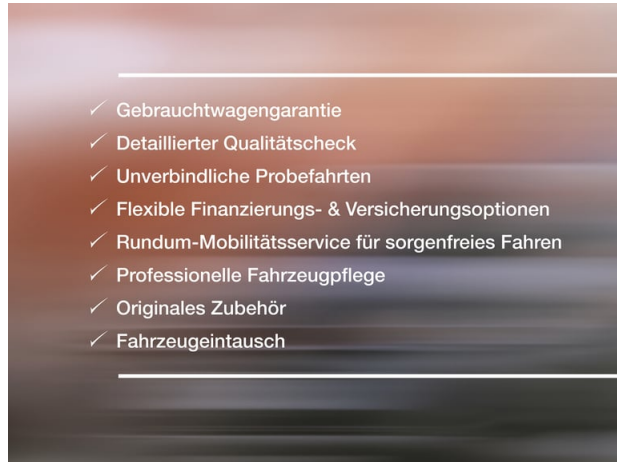 ✓ Gebrauchtwagengarantie
✓ Detaillierter Qualitätscheck
✓ Unverbindliche Probefahrten
✓ Flexible Finanzierungs- & Versicherungsoptionen
✓ Rundum-Mobilitätsservice für sorgenfreies Fahren
✓ Professionelle Fahrzeugpflege
✓ Originales Zubehör
✓ Fahrzeugeintausch